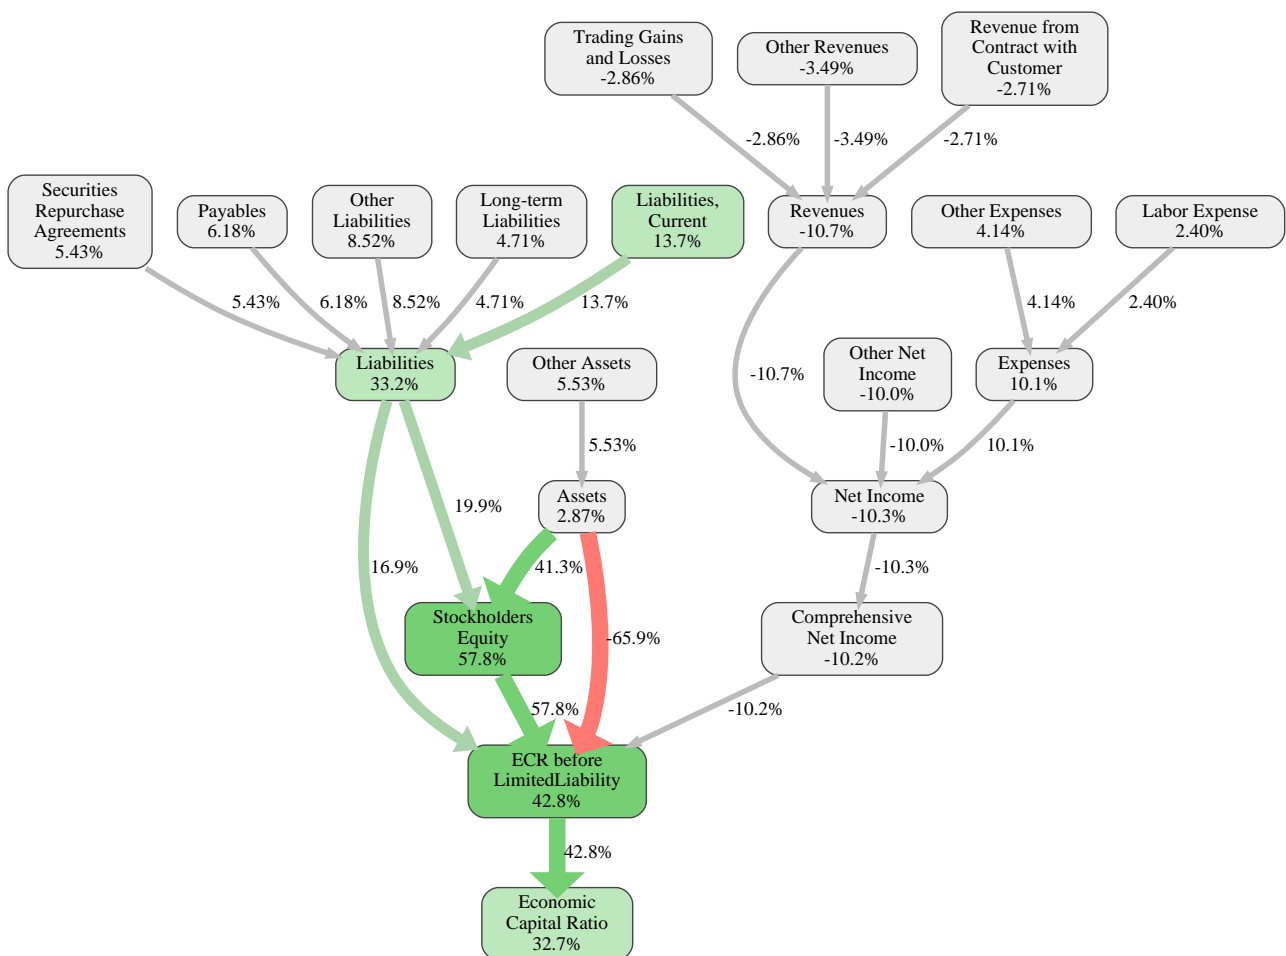 Trading Gains
and Losses
-2.86%
Other Revenues
-3.49%
Revenue from
Contract with
Customer
-2.71%
-2.86%
-3.49%
-2.71%
Securities
Repurchase
Agreements
5.43%
Payables
6.18%
Other
Liabilities
8.52%
Long-term
Liabilities
4.71%
Liabilities,
Current
13.7%
Revenues
-10.7%
Other Expenses
4.14%
Labor Expense
2.40%
5.43%
6.18%
8.52%
4.71%
13.7%
4.14%
2.40%
Liabilities
33.2%
Other Assets
5.53%
-10.7%
Other Net
Income
-10.0%
Expenses
10.1%
5.53%
-10.0%
10.1%
Assets
2.87%
Net Income
-10.3%
19.9%
16.9%
41.3%
-10.3%
Stockholders
Equity
57.8%
-65.9%
Comprehensive
Net Income
-10.2%
57.8%
-10.2%
ECR before
LimitedLiability
42.8%
42.8%
Economic
Capital Ratio
32.7%